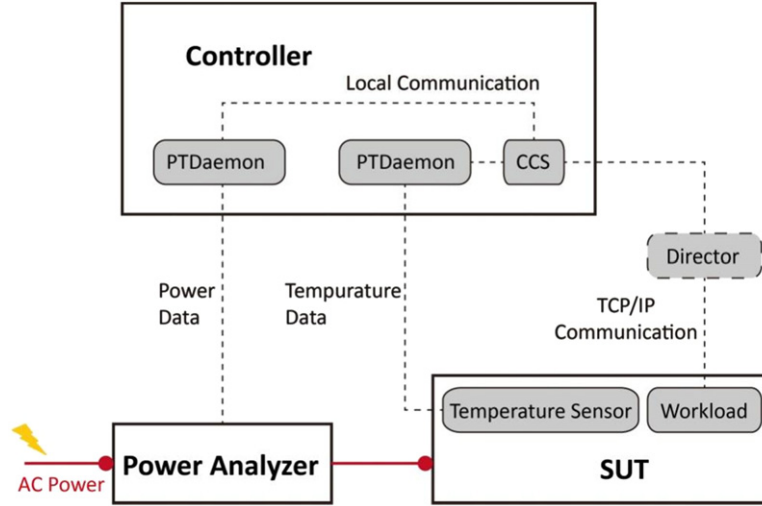 Controller
Local Communication
PTDaemon
PTDaemon
CCS
Director
Power
Data
Tempurature
Data
TCP/IP
Communication
Temperature Sensor
Workload
Power Analyzer
SUT
AC Power